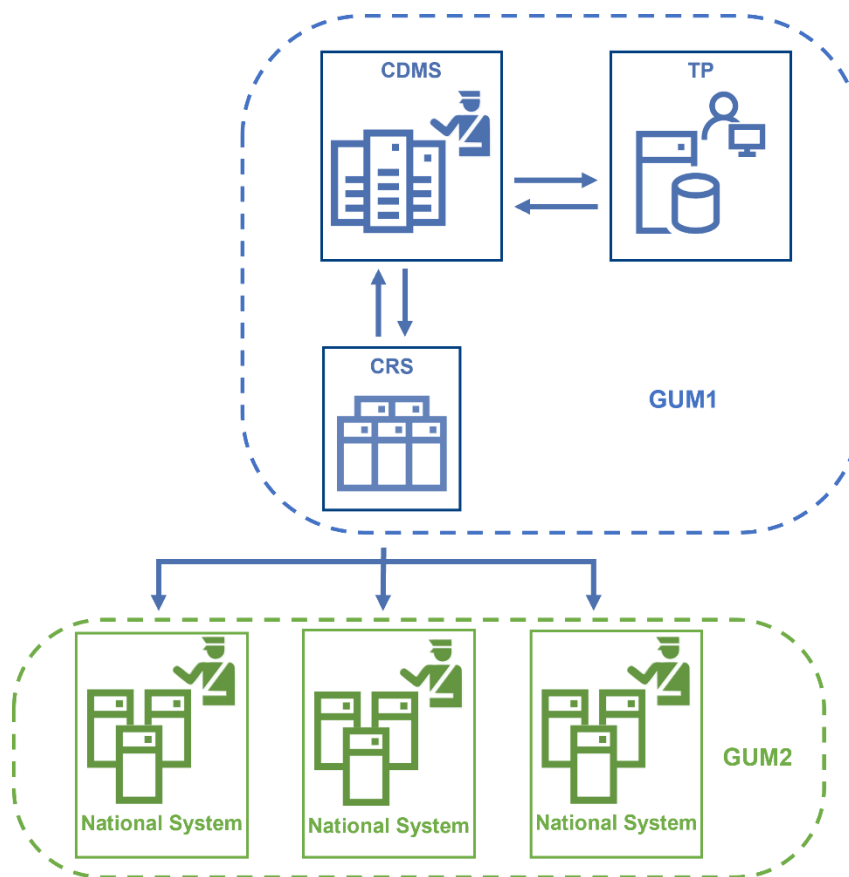 CDMS
TP
CRS
GUM1
GUM2
National System
National System
National System